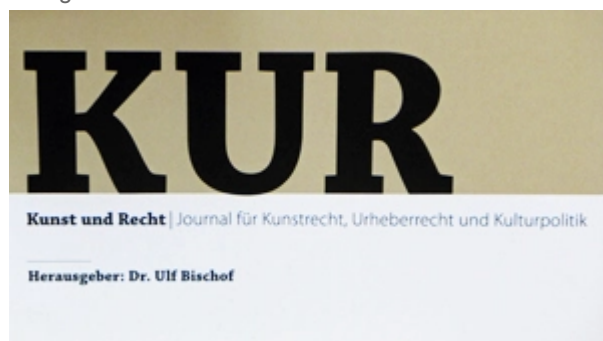 KUR
Kunst und Recht | Journal für Kunstrecht, Urheberrecht und Kulturpolitik
Herausgeber: Dr. Ulf Bischof